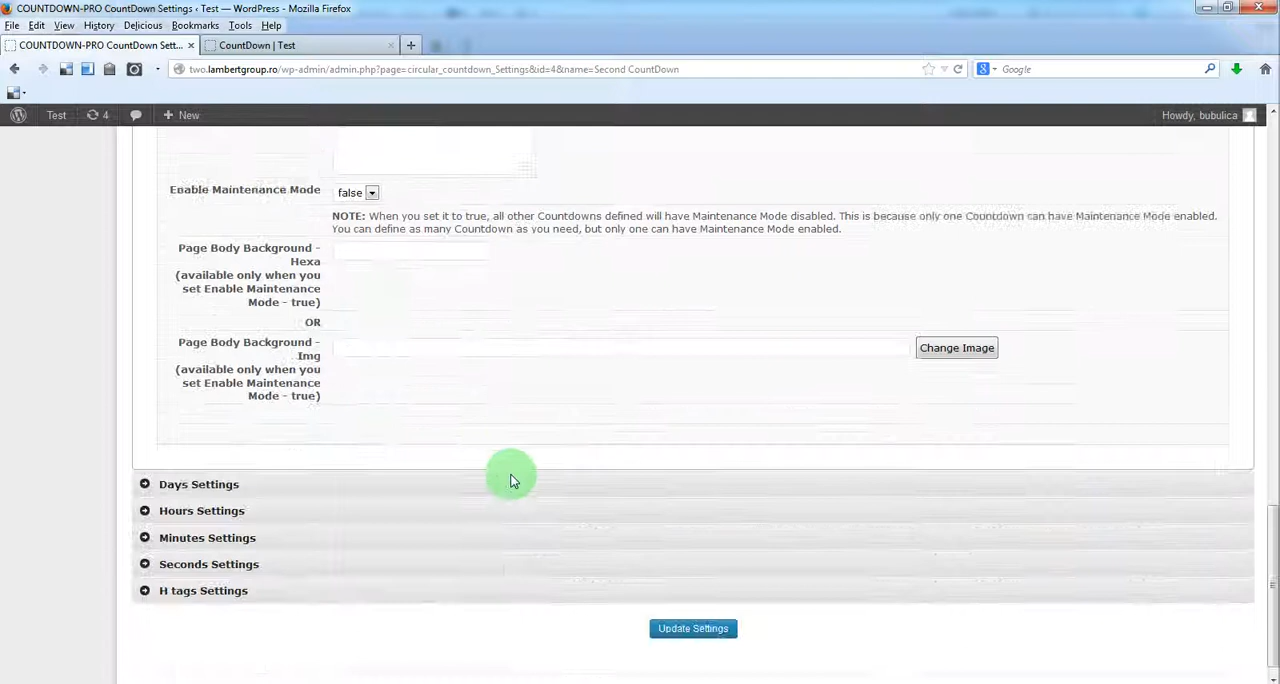 COUNTDOWN-PRO CountDown Settings ‹ Test — WordPress - Mozilla Firefox
File Edit View History Delicious Bookmarks Tools Help
COUNTDOWN-PRO CountDown Sett... × CountDown | Test × +
two.lambertgroup.ro/wp-admin/admin.php?page=circular_countdown_Settings&id=4&name=Second CountDown
Google
Test 4 + New Howdy, bubulica
Enable Maintenance Mode false
NOTE: When you set it to true, all other Countdowns defined will have Maintenance Mode disabled. This is because only one Countdown can have Maintenance Mode enabled.
You can define as many Countdown as you need, but only one can have Maintenance Mode enabled.
Page Body Background -
Hexa
(available only when you
set Enable Maintenance
Mode - true)
OR
Page Body Background -
Img
(available only when you
set Enable Maintenance
Mode - true)
Change Image
Days Settings
Hours Settings
Minutes Settings
Seconds Settings
H tags Settings
Update Settings